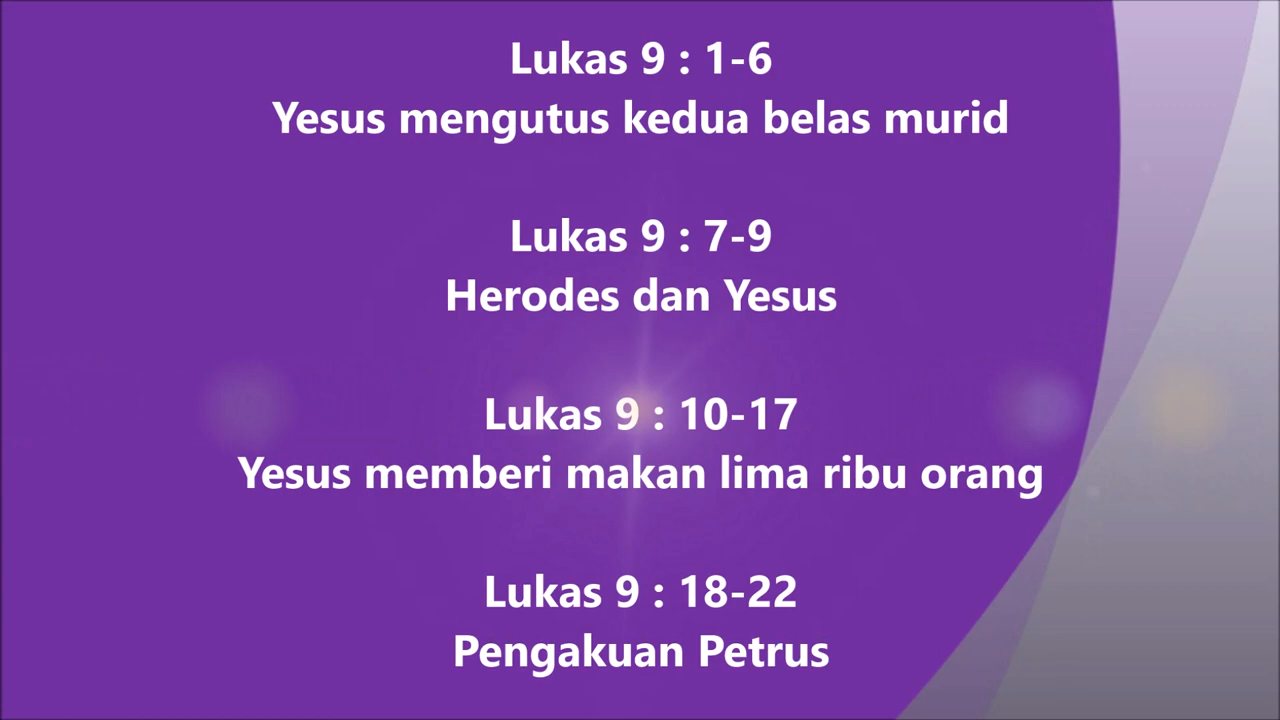 Lukas 9 : 1-6
Yesus mengutus kedua belas murid
Lukas 9 : 7-9
Herodes dan Yesus
Lukas 9 : 10-17
Yesus memberi makan lima ribu orang
Lukas 9 : 18-22
Pengakuan Petrus